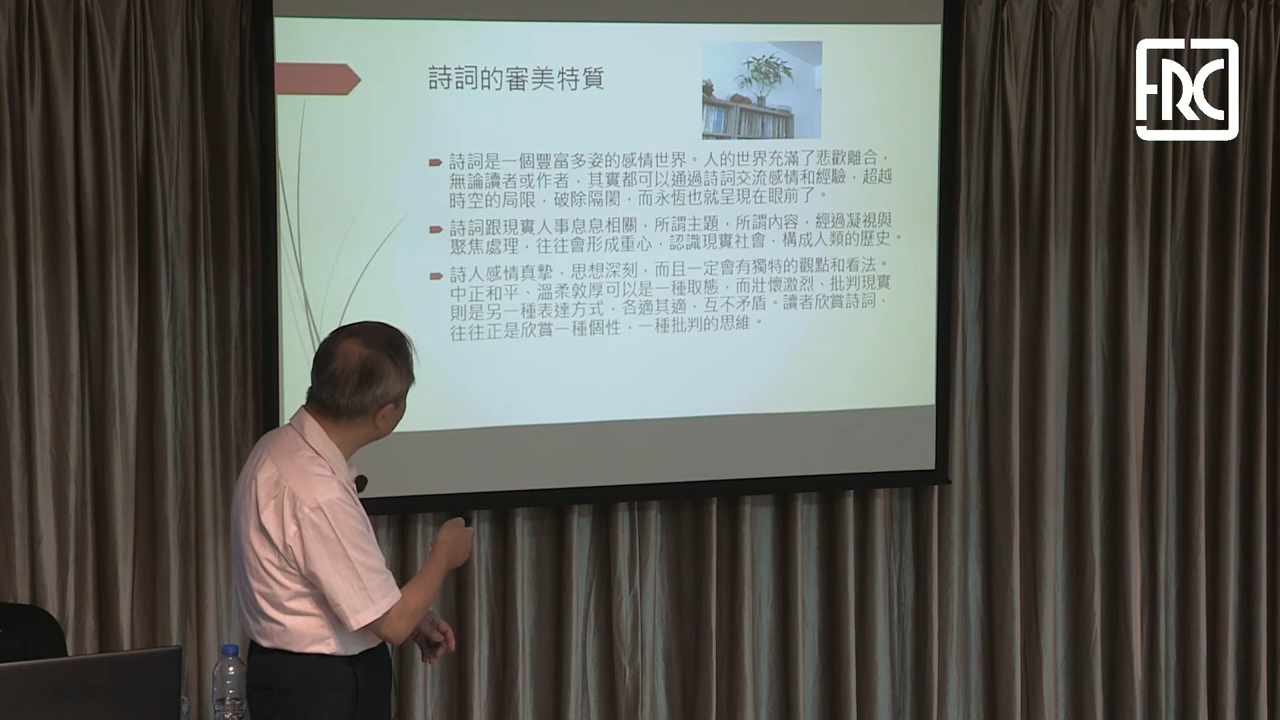 詩詞的審美特質
詩詞是一個豐富多姿的感情世界。人的世界充滿了悲歡離合，
無論讀者或作者，其實都可以通過詩詞交流感情和經驗，超越
時空的局限，破除隔閡，而永恆也就呈現在眼前了。
詩詞跟現實人事息息相關，所謂主題，所謂內容，經過凝視與
聚焦處理，往往會形成重心，認識現實社會，構成人類的歷史。
詩人感情真摯，思想深刻，而且一定會有獨特的觀點和看法。
中正和平、溫柔敦厚可以是一種取態，而壯懷激烈、批判現實
則是另一種表達方式，各適其適，互不矛盾。讀者欣賞詩詞，
往往正是欣賞一種個性，一種批判的思維。
FRC